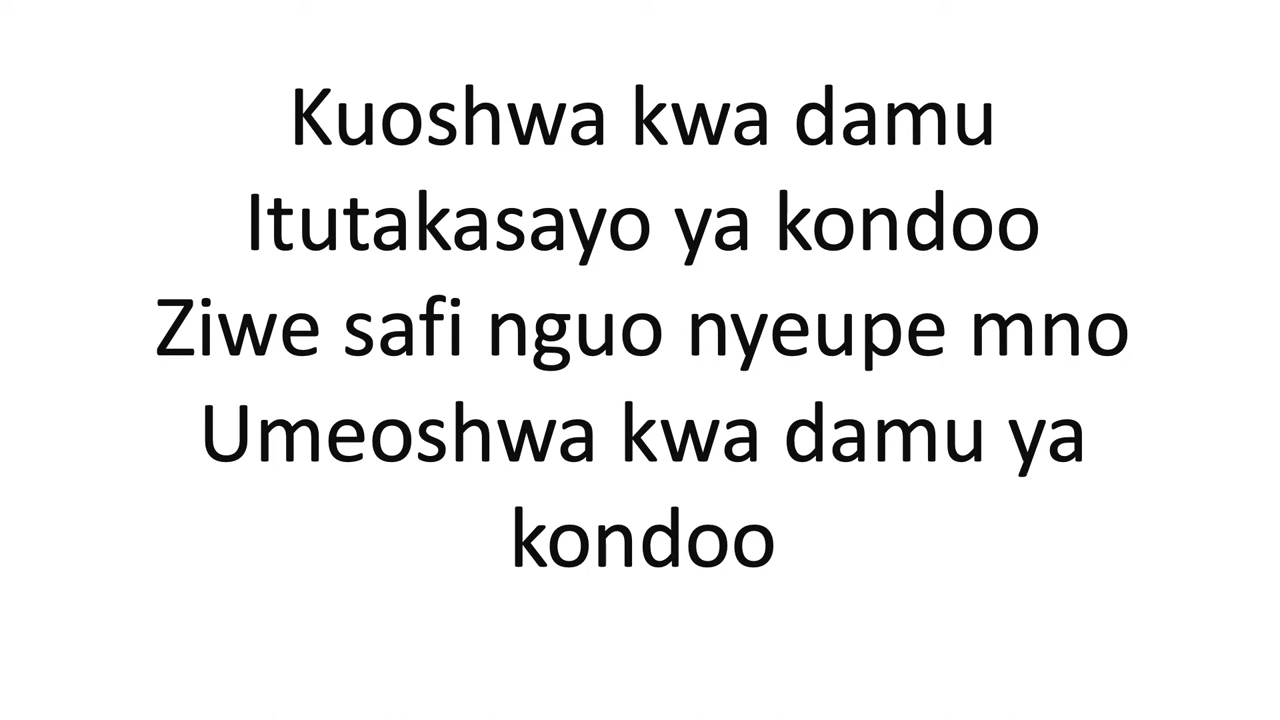 Kuoshwa kwa damu
Itutakasayo ya kondoo
Ziwe safi nguo nyeupe mno
Umeoshwa kwa damu ya
kondoo